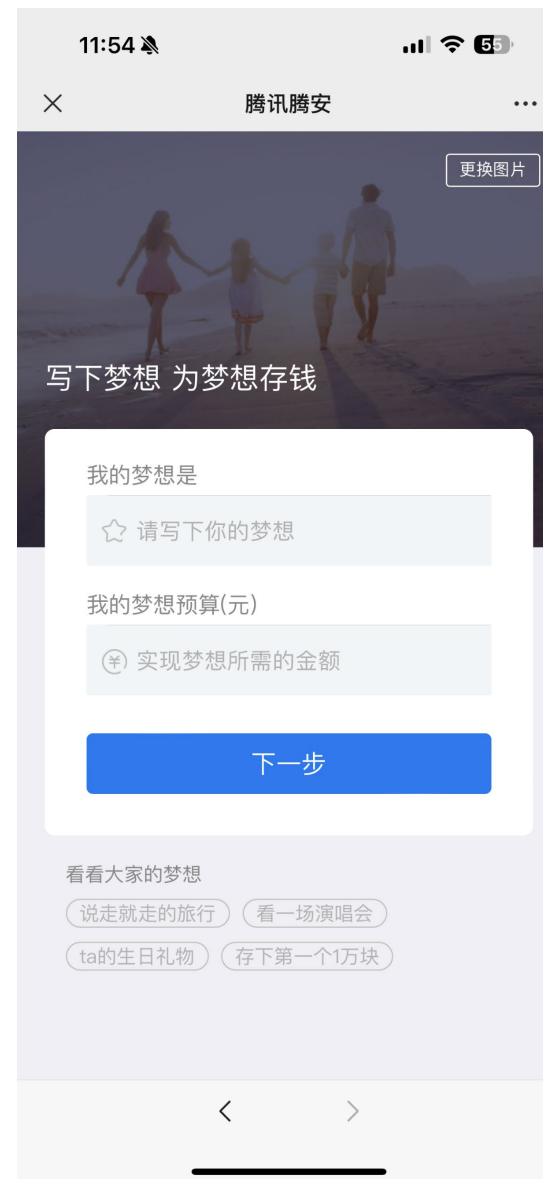 11:54
55
腾讯腾安
更换图片
写下梦想 为梦想存钱
我的梦想是
请写下你的梦想
我的梦想预算(元)
实现梦想所需的金额
下一步
看看大家的梦想
说走就走的旅行 看一场演唱会
ta的生日礼物 存下第一个1万块